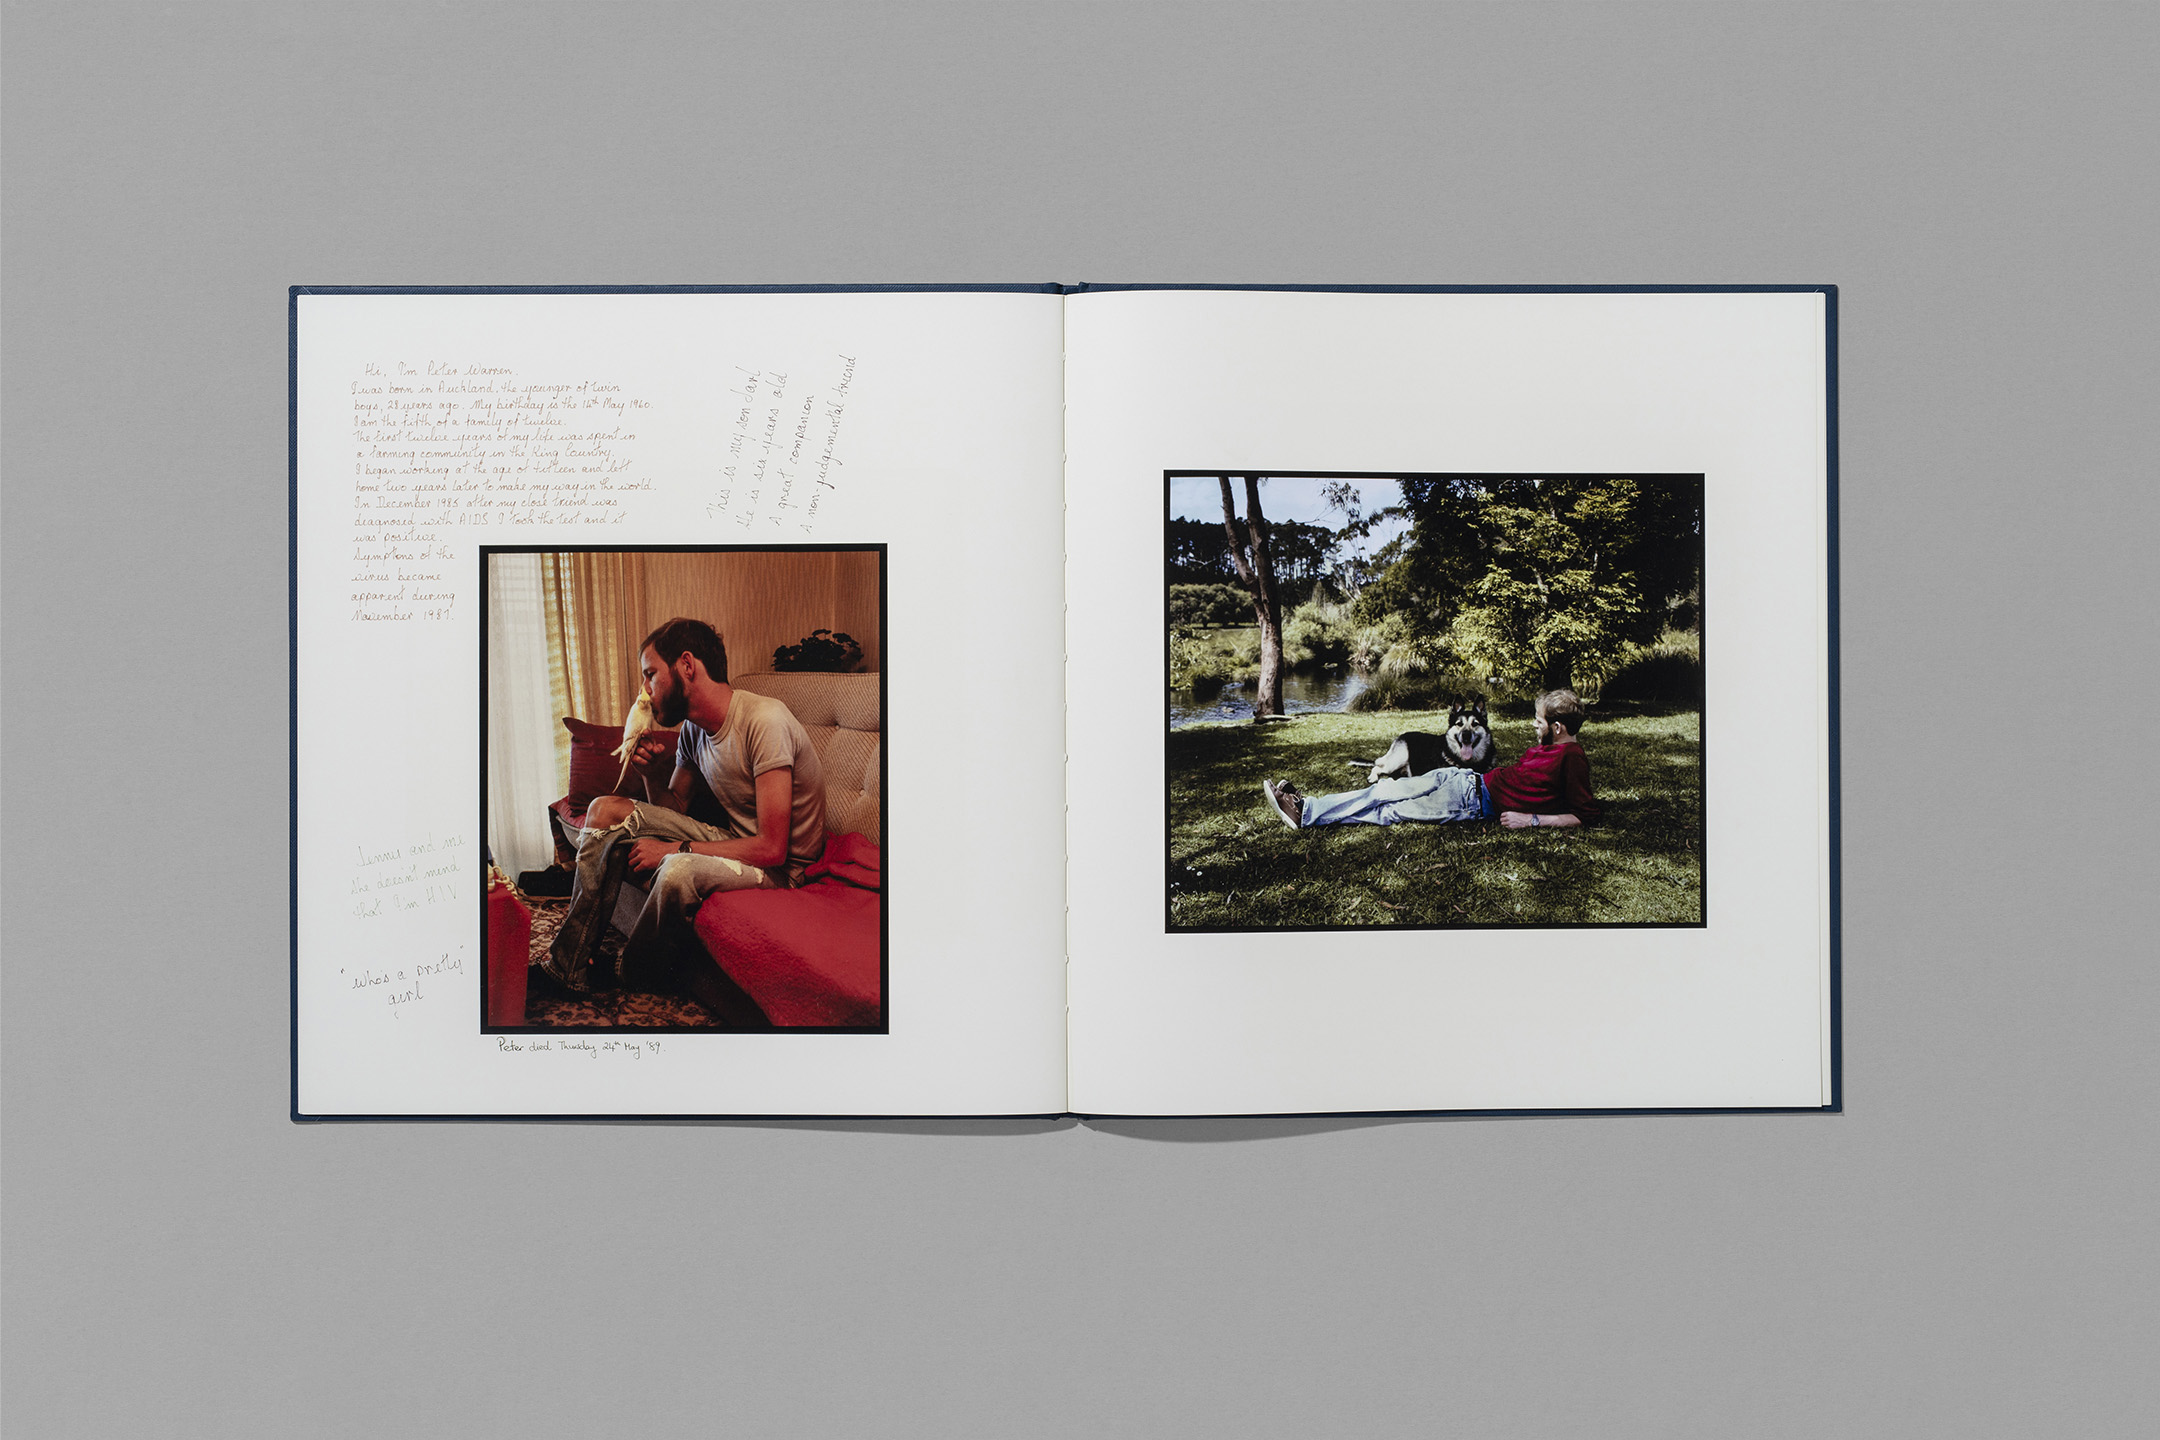 Hi, I'm Peter Warren.
I was born in Auckland, the younger of twin
boys, 28 years ago. My birthday is the 14th May 1960.
I am the fifth of a family of twelve.
The first twelve years of my life was spent in
a farming community in the King Country.
I began working at the age of fifteen and left
home two years later to make my way in the world.
In December 1985 after my close friend was
diagnosed with AIDS I took the test and it
was positive.
Symptons of the
virus became
apparent during
November 1987.
This is my son Jarl
He is six years old
A great companion
A non-judgemental friend
and me
she doesn't mind
that I'm HIV
"who's a pretty"
girl
Peter died Thursday 24th May '89.